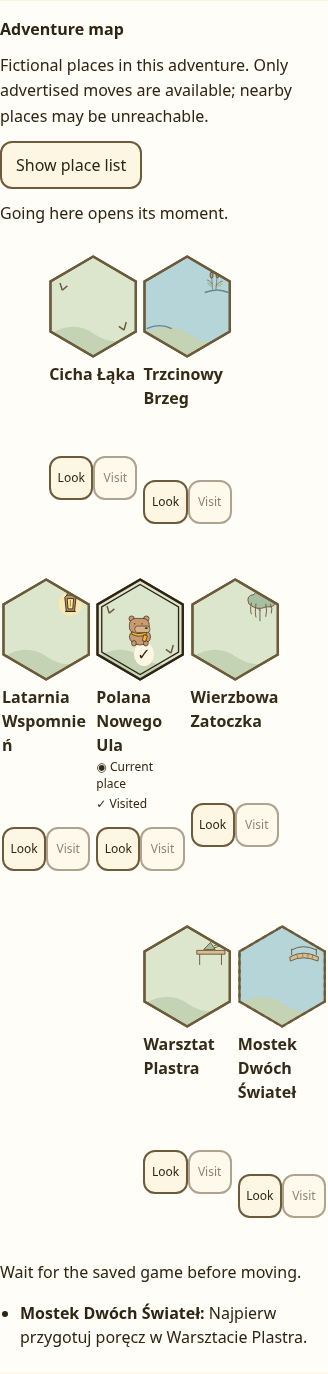 Adventure map
Fictional places in this adventure. Only
advertised moves are available; nearby
places may be unreachable.
Show place list
Going here opens its moment.
Cicha Łąka
Trzcinowy
Brzeg
Look
Visit
Look
Visit
Latarnia
Wspomnie
ń
Polana
Nowego
Ula
◉ Current
place
✓ Visited
Wierzbowa
Zatoczka
Look
Visit
Look
Visit
Look
Visit
Warsztat
Plastra
Mostek
Dwóch
Świateł
Look
Visit
Look
Visit
Wait for the saved game before moving.
• Mostek Dwóch Świateł: Najpierw
przygotuj poręcz w Warsztacie Plastra.